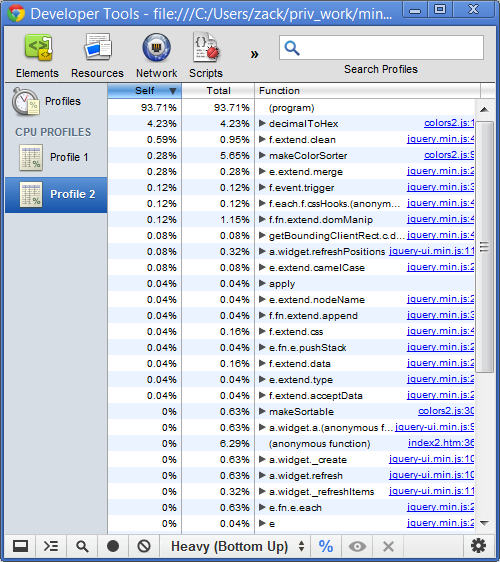 Developer Tools - file:///C:/Users/zack/priv_work/min...
Elements Resources Network Scripts » Search Profiles
Profiles
CPU PROFILES
Profile 1
Profile 2
Self Total Function
93.71% 93.71% (program)
4.23% 4.23% decimalToHex colors2.js:1
0.59% 0.95% f.extend.clean jquery.min.js:4
0.28% 5.65% makeColorSorter colors2.js:9
0.28% 0.28% e.extend.merge jquery.min.js:2
0.12% 0.12% f.event.trigger jquery.min.js:3
0.12% 0.12% f.each.f.cssHooks.(anonym... jquery.min.js:4
0.12% 1.15% f.fn.extend.domManip jquery.min.js:4
0.08% 0.08% getBoundingClientRect.c.d... jquery.min.js:4
0.08% 0.32% a.widget.refreshPositions jquery-ui.min.js:11
0.08% 0.08% e.extend.camelCase jquery.min.js:2
0.04% 0.04% apply
0.04% 0.04% e.extend.nodeName jquery.min.js:2
0.04% 0.04% f.fn.extend.append jquery.min.js:3
0.04% 0.16% f.extend.css jquery.min.js:4
0.04% 0.04% e.fn.e.pushStack jquery.min.js:2
0.04% 0.16% f.extend.data jquery.min.js:2
0.04% 0.04% e.extend.type jquery.min.js:2
0.04% 0.04% f.extend.acceptData jquery.min.js:2
0% 0.63% makeSortable colors2.js:30
0% 0.63% a.widget.a.(anonymous f... jquery-ui.min.js:9
0% 6.29% (anonymous function) index2.htm:36
0% 0.63% a.widget._create jquery-ui.min.js:10
0% 0.63% a.widget.refresh jquery-ui.min.js:10
0% 0.32% a.widget._refreshItems jquery-ui.min.js:11
0% 0.63% e.fn.e.each jquery.min.js:2
0% 0.04% e jquery.min.js:2
Heavy (Bottom Up) %